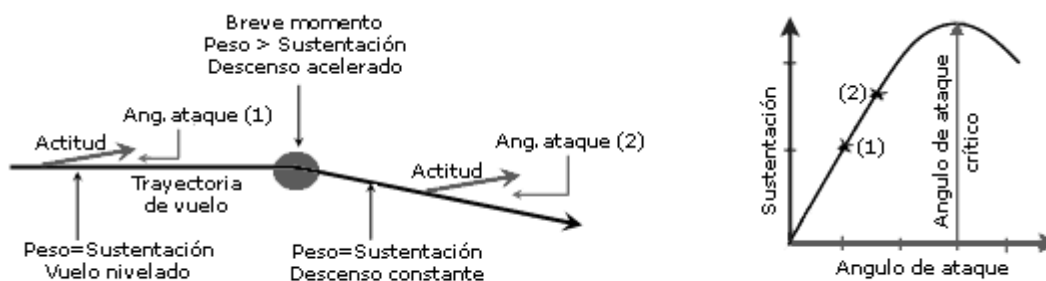 Breve momento
Peso > Sustentación
Descenso acelerado
Ang. ataque (1)
Actitud
Ang. ataque (2)
Actitud
Trayectoria
de vuelo
Peso=Sustentación
Vuelo nivelado
Peso=Sustentación
Descenso constante
Sustentación
(2)
(1)
Angulo de ataque
crítico
Angulo de ataque